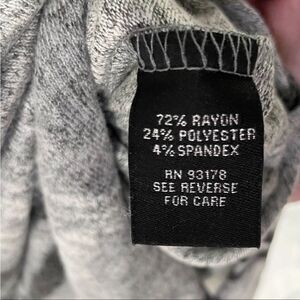 72% RAYON
24% POLYESTER
4% SPANDEX
RN 93178
SEE REVERSE
FOR CARE